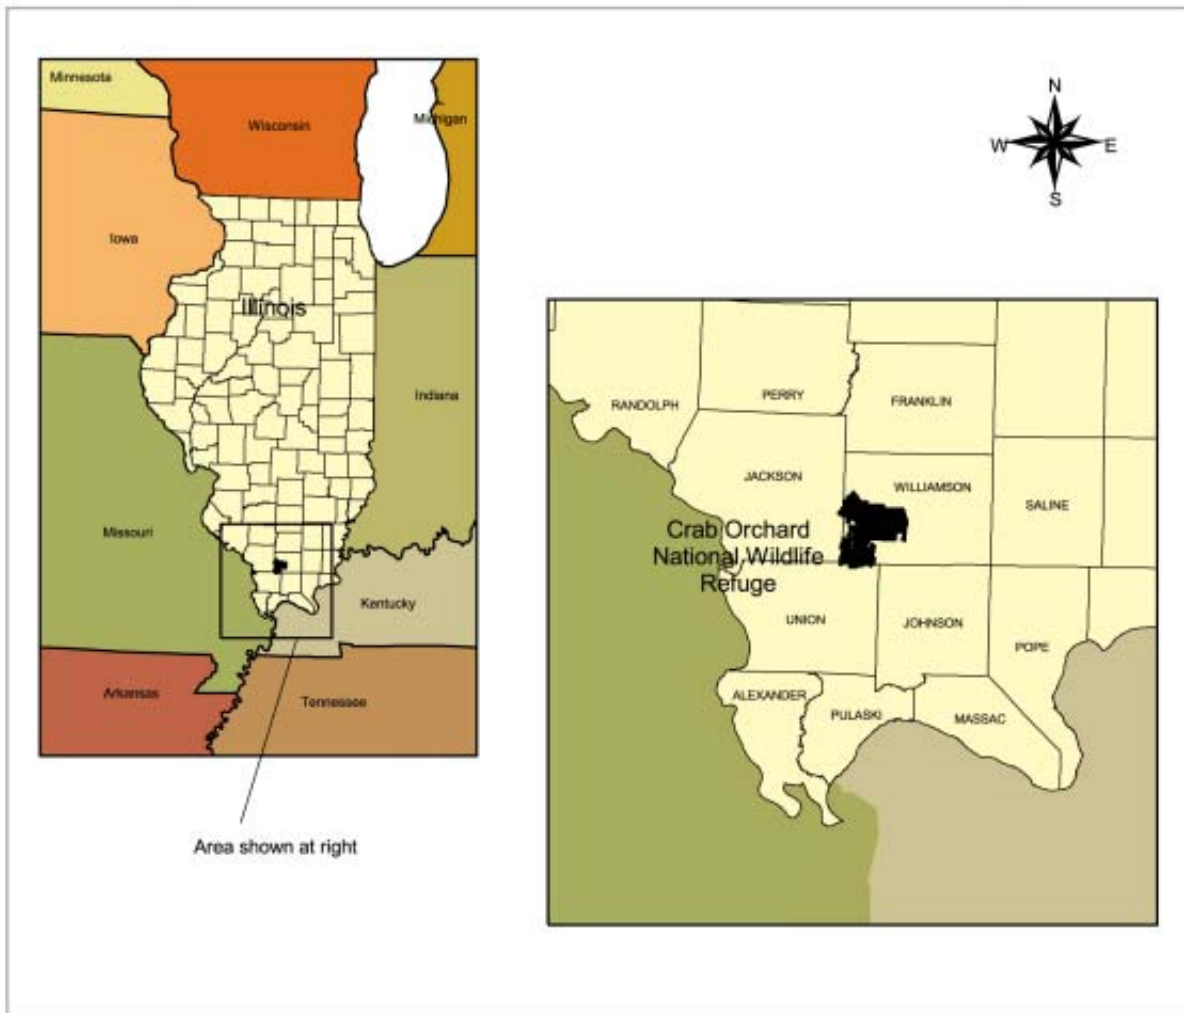 Minnesota
Wisconsin
Michigan
Iowa
Illinois
Indiana
Missouri
Kentucky
Arkansas
Tennessee
Area shown at right
N
W
E
S
RANDOLPH
PERRY
FRANKLIN
JACKSON
WILLIAMSON
SALINE
Crab Orchard
National Wildlife
Refuge
UNION
JOHNSON
POPE
ALEXANDER
PULASKI
MASSAC